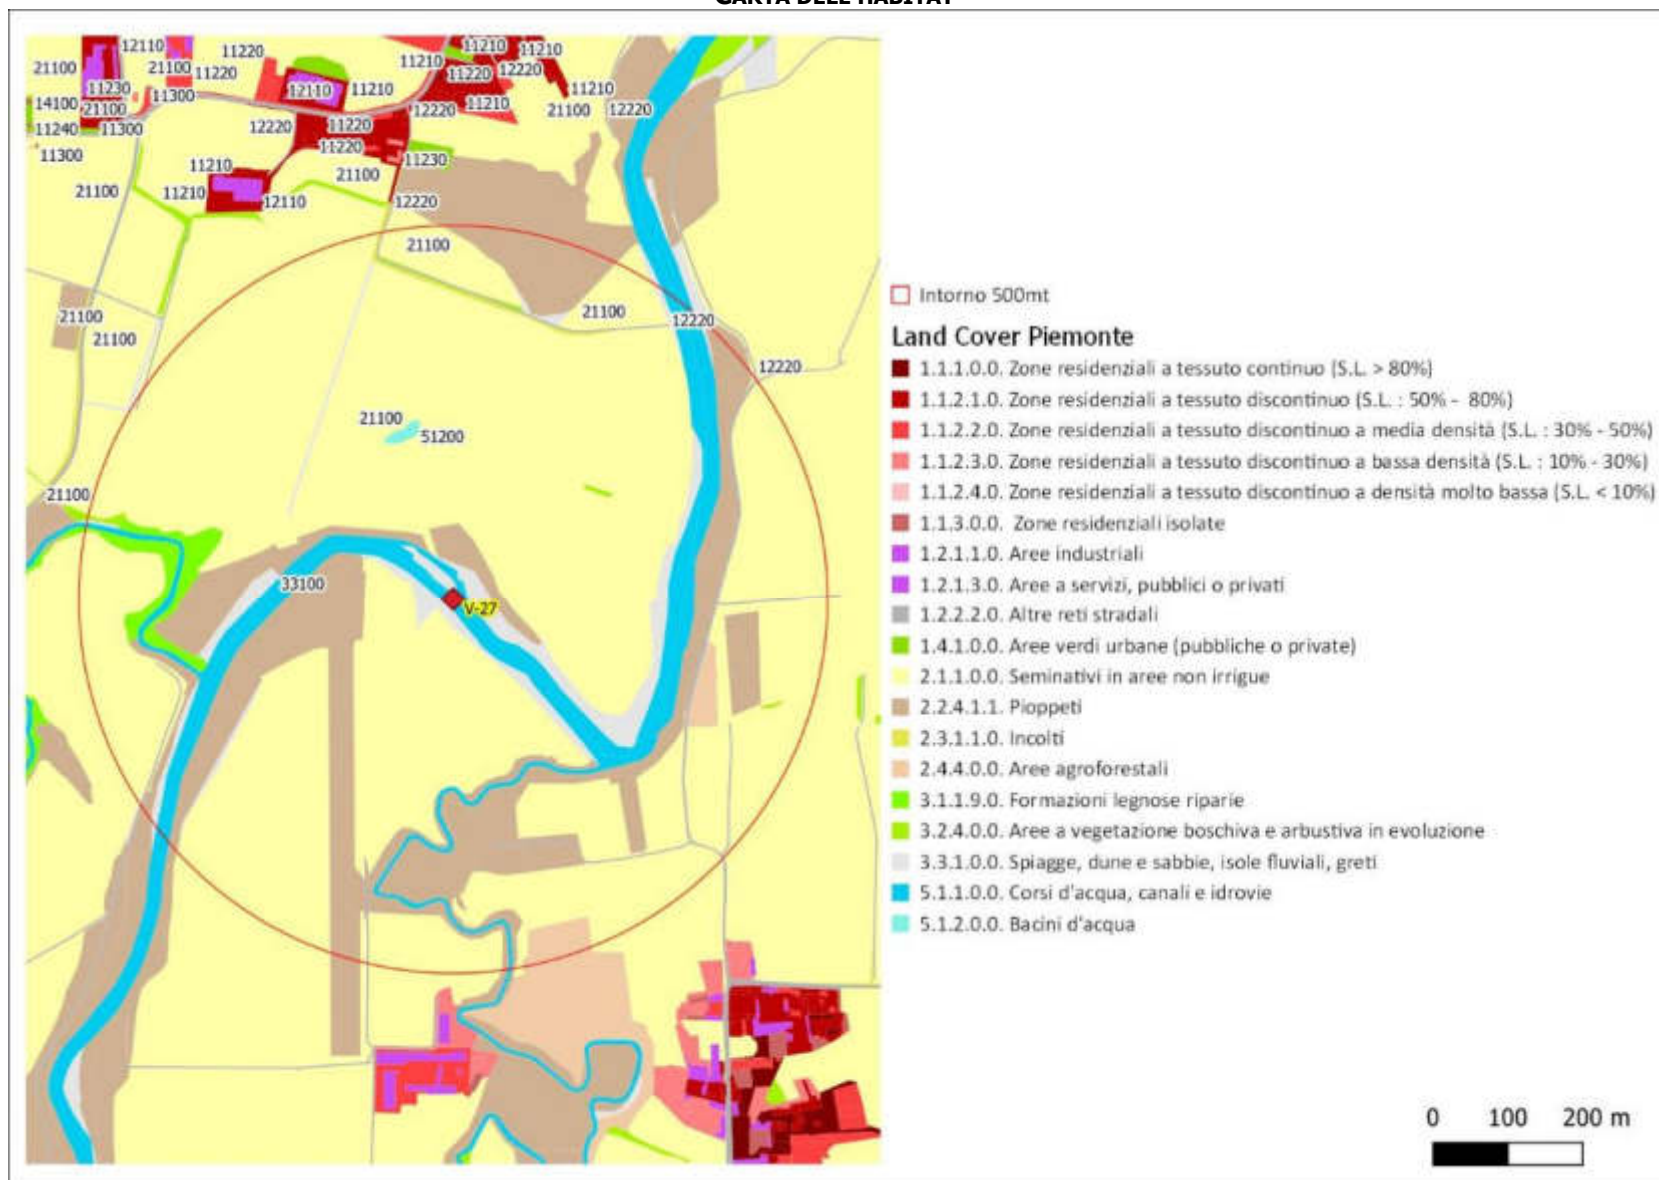 CARTA DELL'HABITAT
12110 11220 11210 11210
21100 21100 11220 11210 11220 12220
11230 12110 11210 11210
14100 21100 11300 12220 11210 21100 12220
11240 11300 12220 11220
11300 11220 11230
11210 21100
21100 11210 12110 12220
21100
21100 21100 12220
21100 12220
21100
51200
21100
33100
V-27
Intorno 500mt
Land Cover Piemonte
1.1.1.0.0. Zone residenziali a tessuto continuo (S.L. > 80%)
1.1.2.1.0. Zone residenziali a tessuto discontinuo (S.L. : 50% - 80%)
1.1.2.2.0. Zone residenziali a tessuto discontinuo a media densità (S.L. : 30% - 50%)
1.1.2.3.0. Zone residenziali a tessuto discontinuo a bassa densità (S.L. : 10% - 30%)
1.1.2.4.0. Zone residenziali a tessuto discontinuo a densità molto bassa (S.L. < 10%)
1.1.3.0.0. Zone residenziali isolate
1.2.1.1.0. Aree industriali
1.2.1.3.0. Aree a servizi, pubblici o privati
1.2.2.2.0. Altre reti stradali
1.4.1.0.0. Aree verdi urbane (pubbliche o private)
2.1.1.0.0. Seminativi in aree non irrigue
2.2.4.1.1. Pioppeti
2.3.1.1.0. Incolti
2.4.4.0.0. Aree agroforestali
3.1.1.9.0. Formazioni legnose riparie
3.2.4.0.0. Aree a vegetazione boschiva e arbustiva in evoluzione
3.3.1.0.0. Spiagge, dune e sabbie, isole fluviali, greti
5.1.1.0.0. Corsi d'acqua, canali e idrovie
5.1.2.0.0. Bacini d'acqua
0 100 200 m